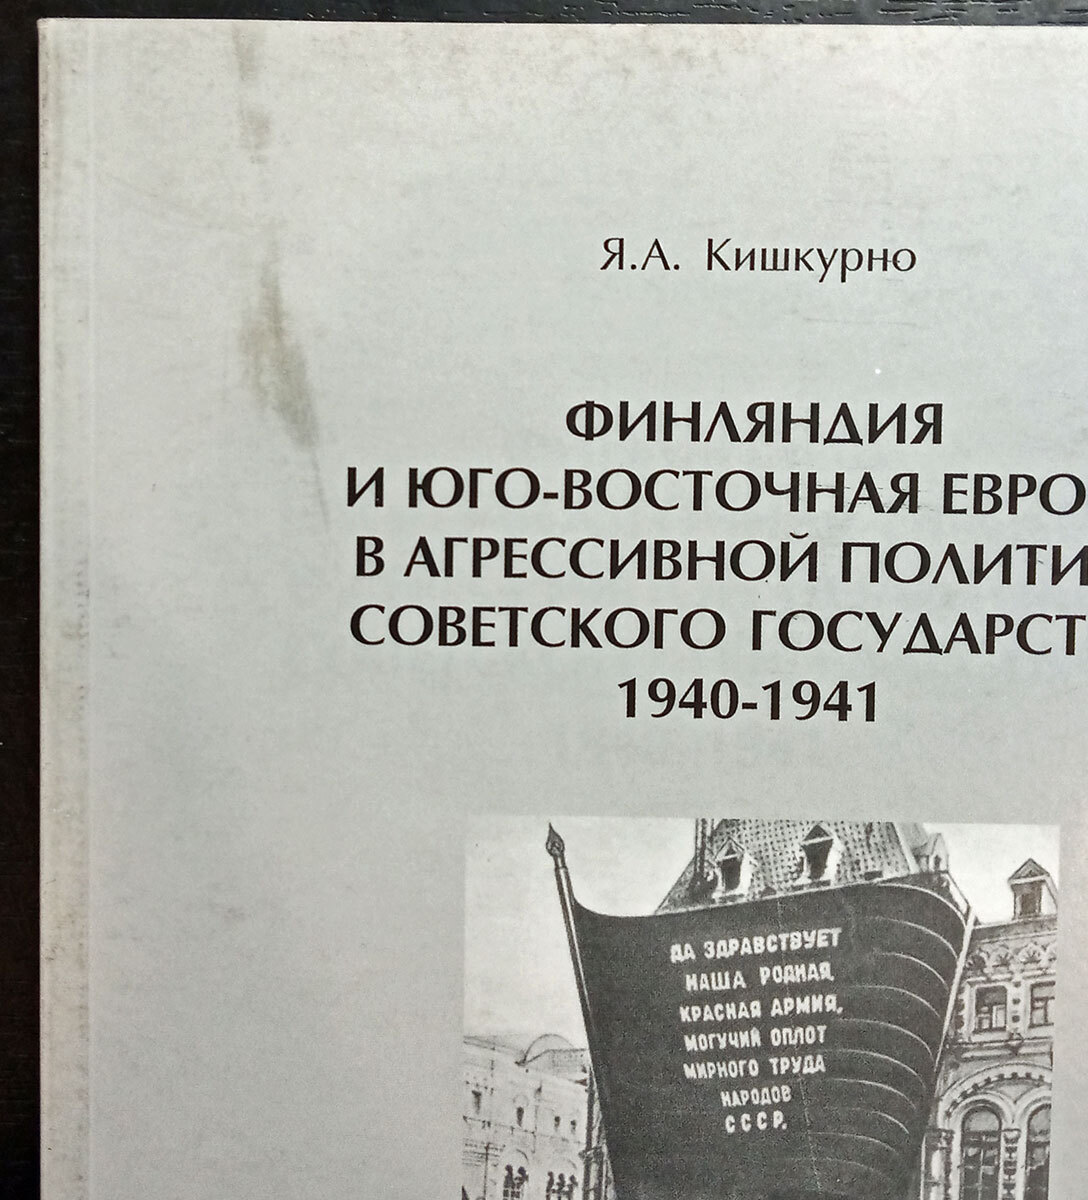 Я.А. Кишкурно
ФИНЛЯНДИЯ
И ЮГО-ВОСТОЧНАЯ ЕВРО
В АГРЕССИВНОЙ ПОЛИТИ
СОВЕТСКОГО ГОСУДАРСТ
1940-1941
ДА ЗДРАВСТВУЕТ
НАША РОДНАЯ
КРАСНАЯ АРМИЯ,
МОГУЧИЙ ОПЛОТ
МИРНОГО ТРУДА
НАРОДОВ
СССР.